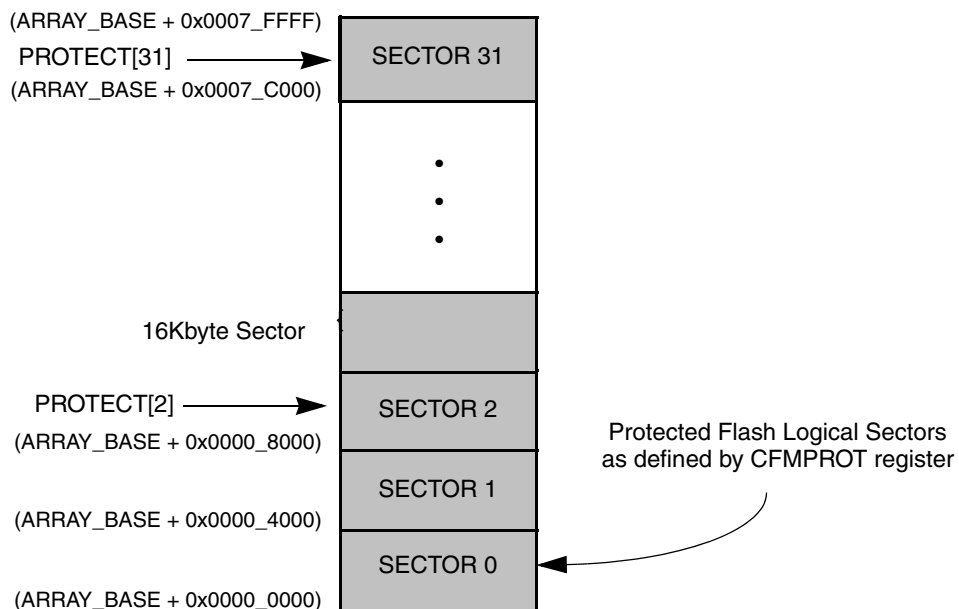 (ARRAY_BASE + 0x0007_FFFF)
PROTECT[31]
SECTOR 31
(ARRAY_BASE + 0x0007_C000)
16Kbyte Sector
PROTECT[2]
SECTOR 2
(ARRAY_BASE + 0x0000_8000)
Protected Flash Logical Sectors
as defined by CFMPROT register
SECTOR 1
(ARRAY_BASE + 0x0000_4000)
SECTOR 0
(ARRAY_BASE + 0x0000_0000)